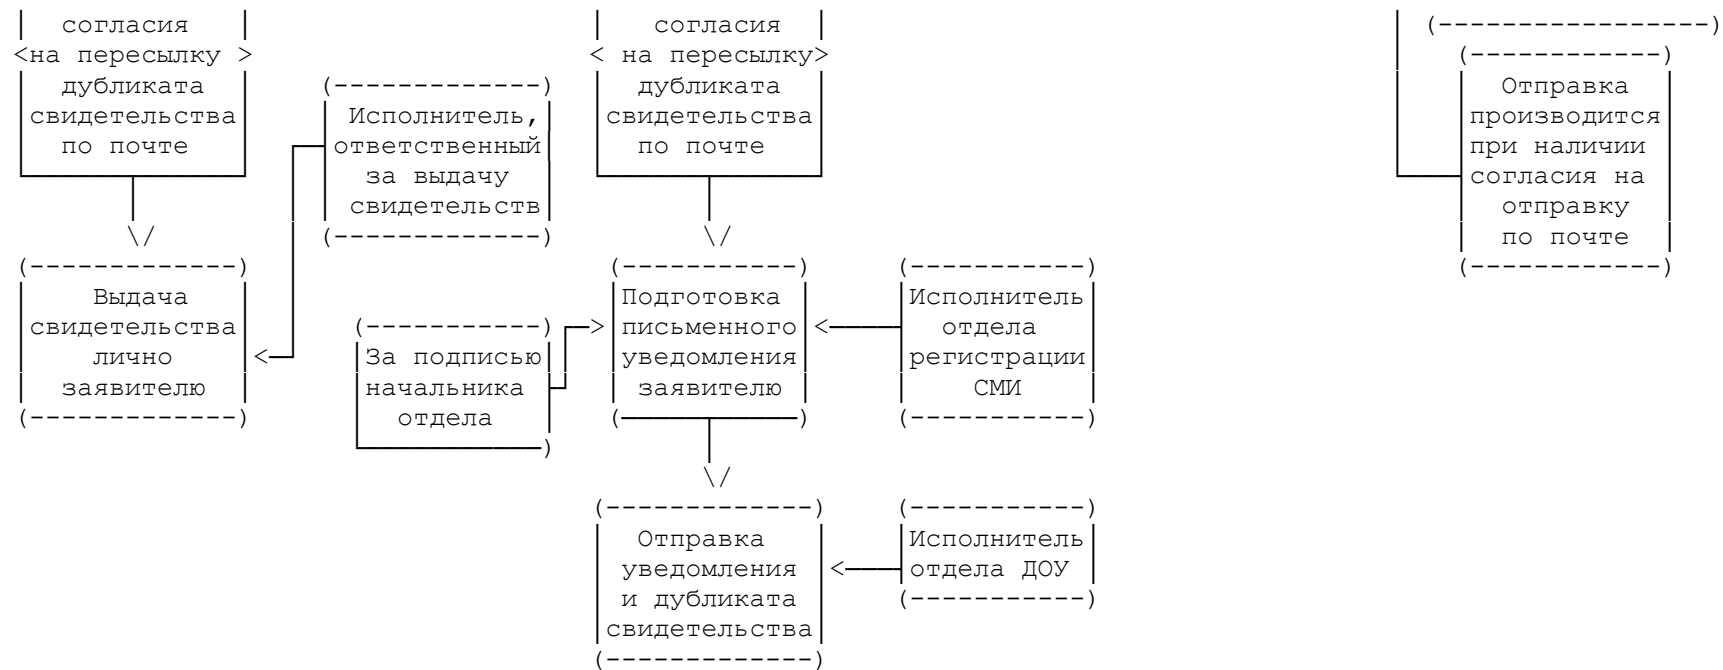 согласия
на пересылку
дубликата
свидетельства
по почте
Исполнитель,
ответственный
за выдачу
свидетельств
согласия
на пересылку
дубликата
свидетельства
по почте
Отправка
производится
при наличии
согласия на
отправку
по почте
Выдача
свидетельства
лично
заявителю
За подписью
начальника
отдела
Подготовка
письменного
уведомления
заявителю
Исполнитель
отдела
регистрации
СМИ
Отправка
уведомления
и дубликата
свидетельства
Исполнитель
отдела ДОУ